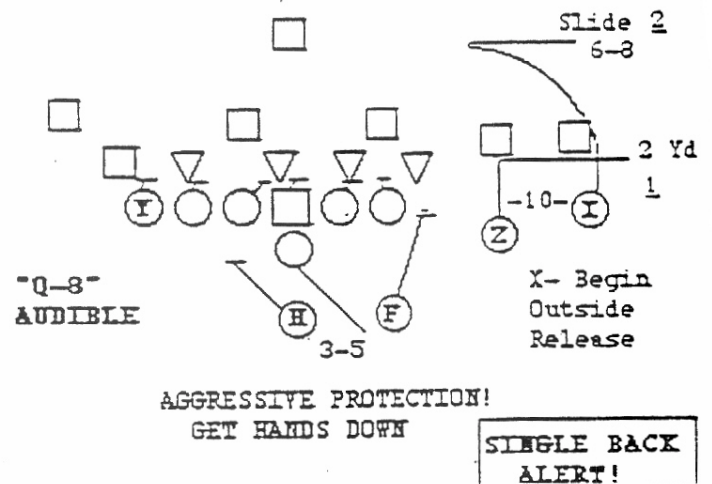 Slide 2
6-8
2 Yd
1
Y
-10-
X
Z
"Q-8"
AUDIBLE
H
F
3-5
X- Begin
Outside
Release
AGGRESSIVE PROTECTION!
GET HANDS DOWN
SINGLE BACK
ALERT!